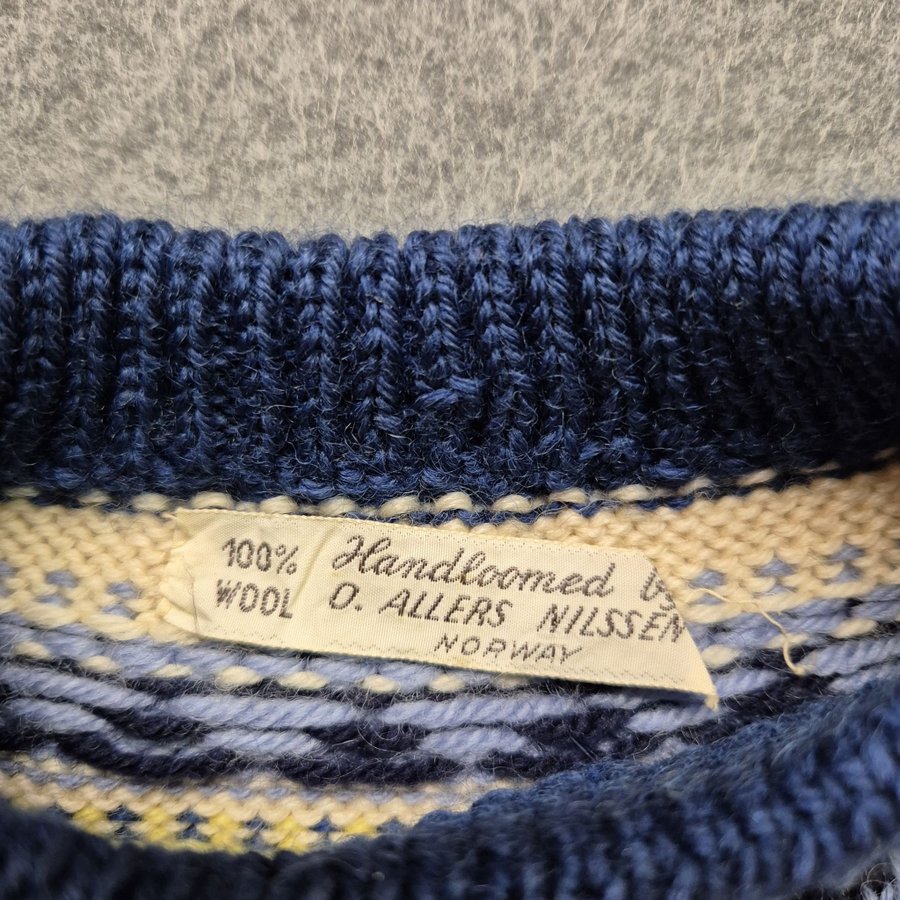 100% WOOL
Handloomed by
O. ALLERS NILSSEN
NORWAY